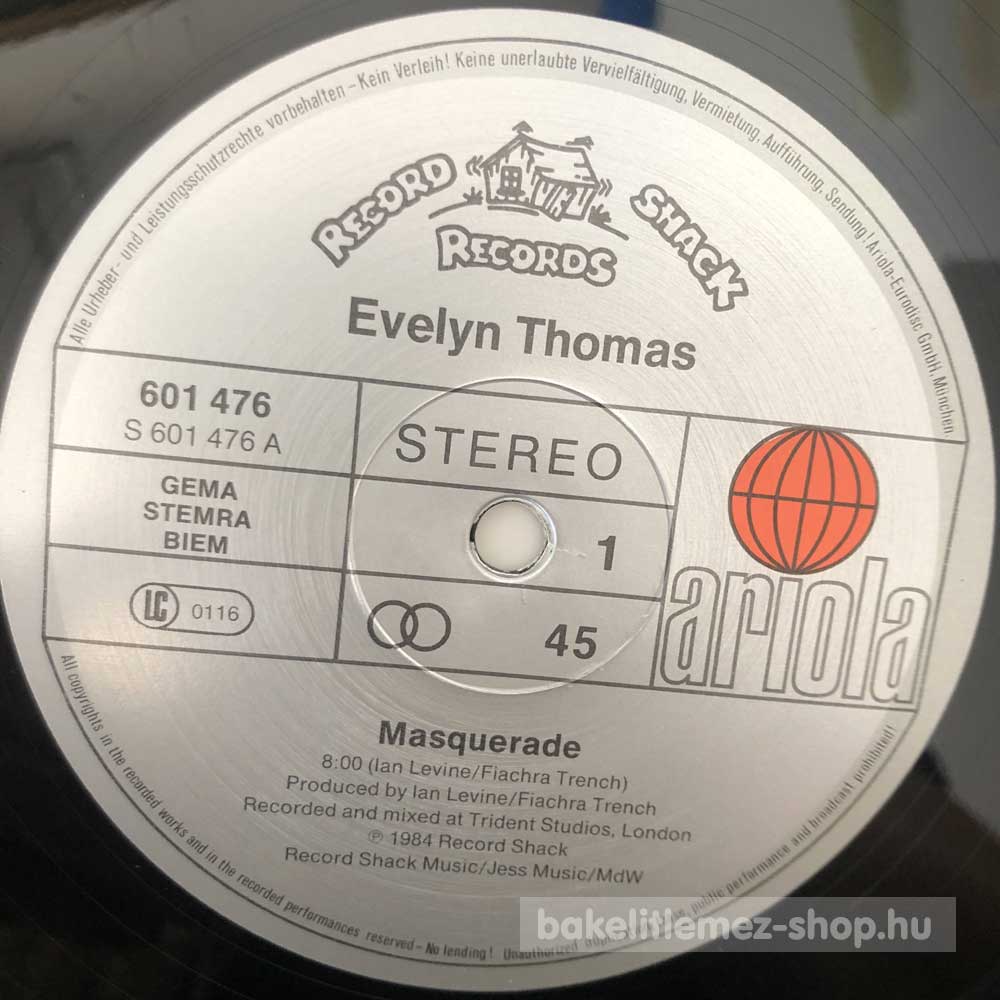 Alle Urheber- und Leistungsschutzrechte vorbehalten – Kein Verleih! Keine unerlaubte Vervielfältigung, Vermietung, Aufführung, Sendung! Ariola-Eurodisc GmbH, München.
RECORD SHACK
RECORDS
Evelyn Thomas
601 476
S 601 476 A
STEREO
GEMA
STEMRA
BIEM
1
LC 0116
45
ariola
Masquerade
8:00 (Ian Levine/Fiachra Trench)
Produced by Ian Levine/Fiachra Trench
Recorded and mixed at Trident Studios, London
℗ 1984 Record Shack
Record Shack Music/Jess Music/MdW
All copyrights in the recorded works and in the recorded performances reserved – No lending! Unauthorized public performance and broadcast prohibited!
bakelitlemez-shop.hu